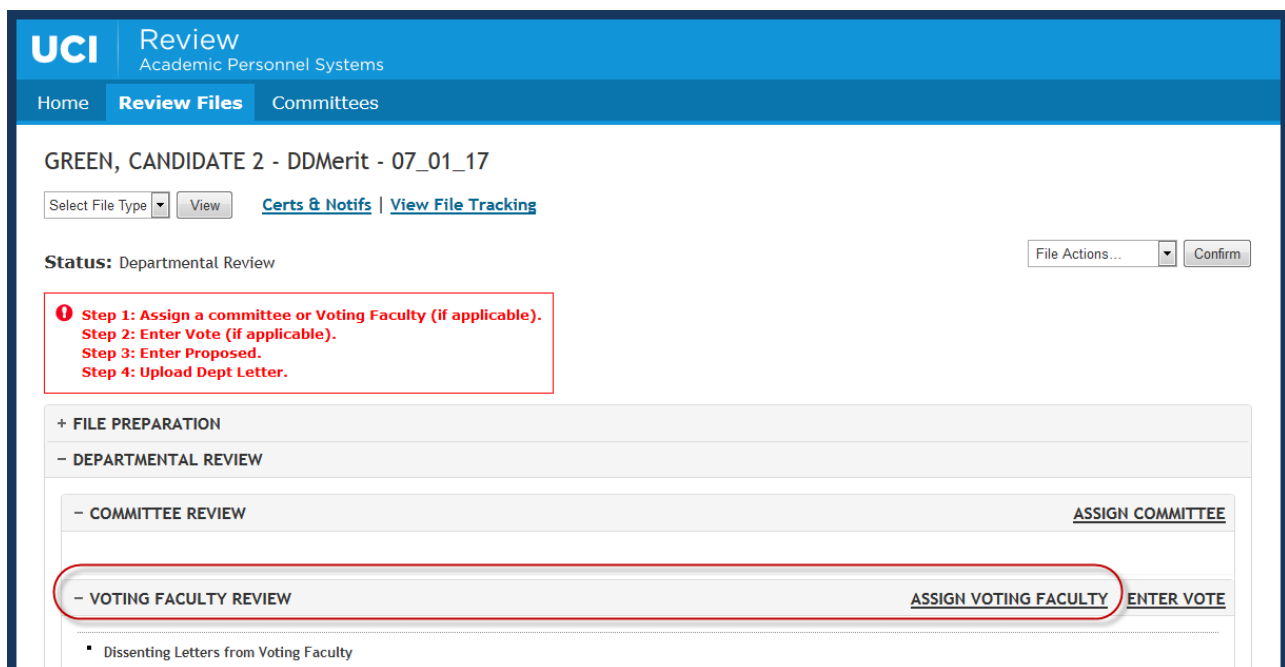 UCI
Review
Academic Personnel Systems
Home Review Files Committees
GREEN, CANDIDATE 2 - DDMerit - 07_01_17
Select File Type View Certs & Notifs | View File Tracking
Status: Departmental Review File Actions... Confirm
Step 1: Assign a committee or Voting Faculty (if applicable).
Step 2: Enter Vote (if applicable).
Step 3: Enter Proposed.
Step 4: Upload Dept Letter.
+ FILE PREPARATION
− DEPARTMENTAL REVIEW
− COMMITTEE REVIEW ASSIGN COMMITTEE
− VOTING FACULTY REVIEW ASSIGN VOTING FACULTY ENTER VOTE
▪ Dissenting Letters from Voting Faculty